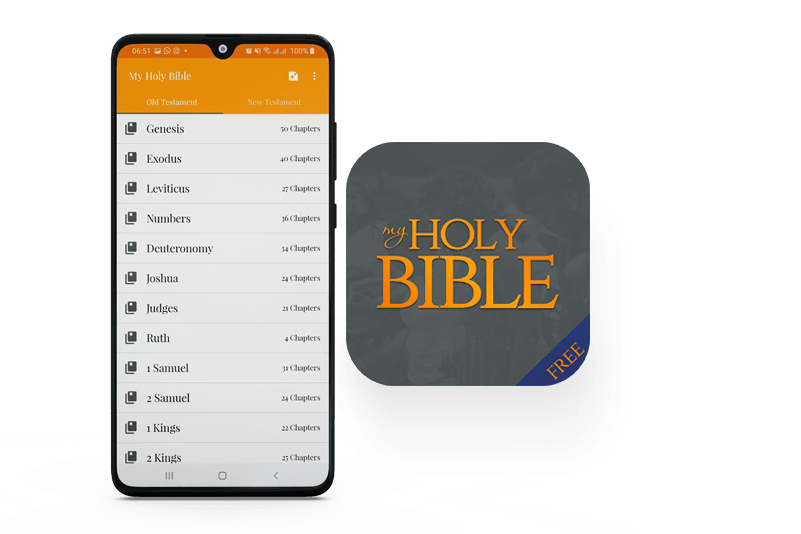 06:51 100%
My Holy Bible
Old Testament New Testament
Genesis 50 Chapters
Exodus 40 Chapters
Leviticus 27 Chapters
Numbers 36 Chapters
Deuteronomy 34 Chapters
Joshua 24 Chapters
Judges 21 Chapters
Ruth 4 Chapters
1 Samuel 31 Chapters
2 Samuel 24 Chapters
1 Kings 22 Chapters
2 Kings 25 Chapters
my HOLY
BIBLE
FREE